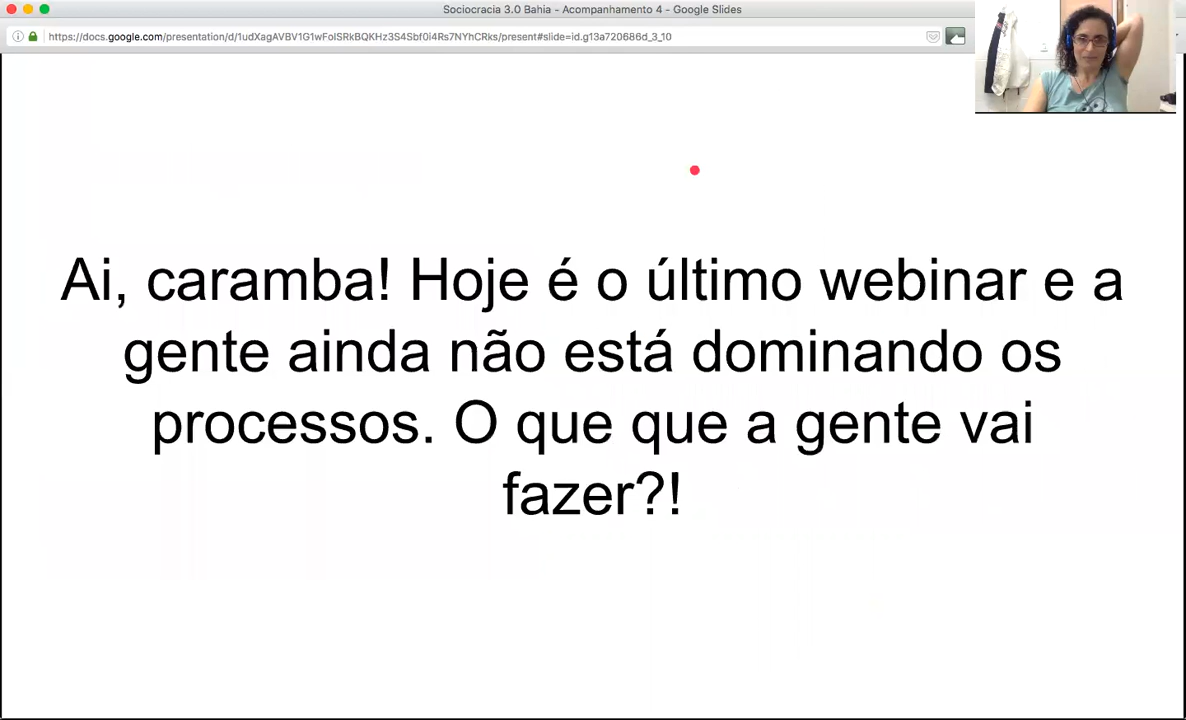 Sociocracia 3.0 Bahia - Acompanhamento 4 - Google Slides
https://docs.google.com/presentation/d/1udXagAVBV1G1wFolSRkBQKHz3S4Sbf0i4Rs7NYhCRks/present#slide=id.g13a720686d_3_10
Ai, caramba! Hoje é o último webinar e a
gente ainda não está dominando os
processos. O que que a gente vai
fazer?!